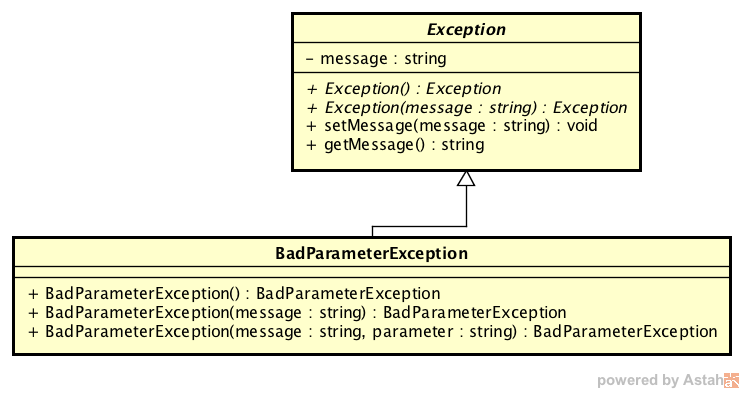 Exception
- message : string
+ Exception() : Exception
+ Exception(message : string) : Exception
+ setMessage(message : string) : void
+ getMessage() : string
BadParameterException
+ BadParameterException() : BadParameterException
+ BadParameterException(message : string) : BadParameterException
+ BadParameterException(message : string, parameter : string) : BadParameterException
powered by Astah